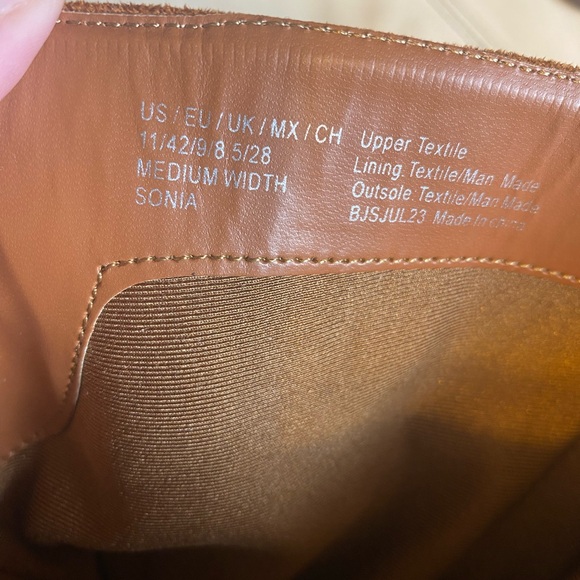 US / EU / UK / MX / CH
11/42/9/8.5/28
MEDIUM WIDTH
SONIA
Upper Textile
Lining: Textile/Man Made
Outsole: Textile/Man Made
BJSJUL23 Made in china